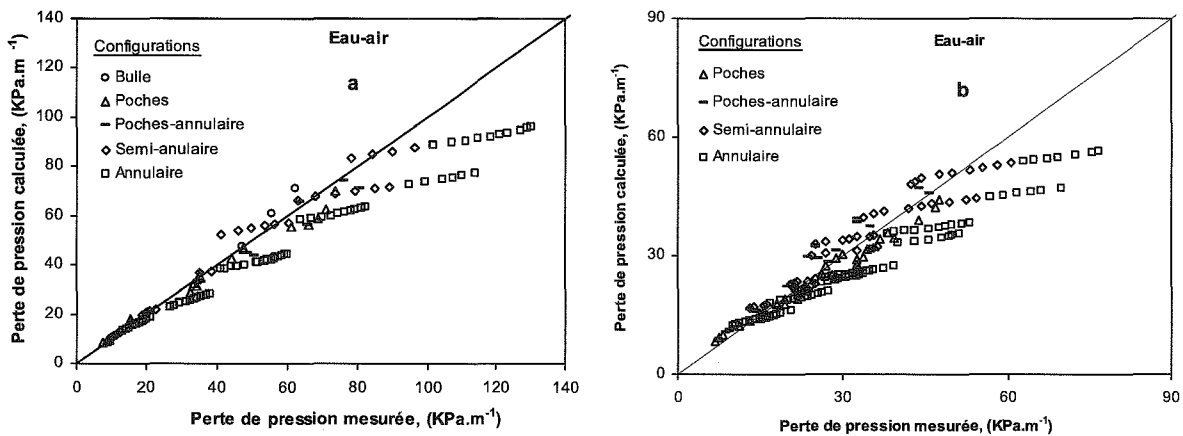 Perte de pression calculée, (KPa.m⁻¹)
140
120
100
80
60
40
20
0
Configurations
Bulle
Poches
Poches-annulaire
Semi-anulaire
Annulaire
Eau-air
a
0
20
40
60
80
100
120
140
Perte de pression mesurée, (KPa.m⁻¹)
Perte de pression calculée, (KPa.m⁻¹)
90
60
30
0
Configurations
Poches
Poches-annulaire
Semi-annulaire
Annulaire
Eau-air
b
0
30
60
90
Perte de pression mesurée, (KPa.m⁻¹)